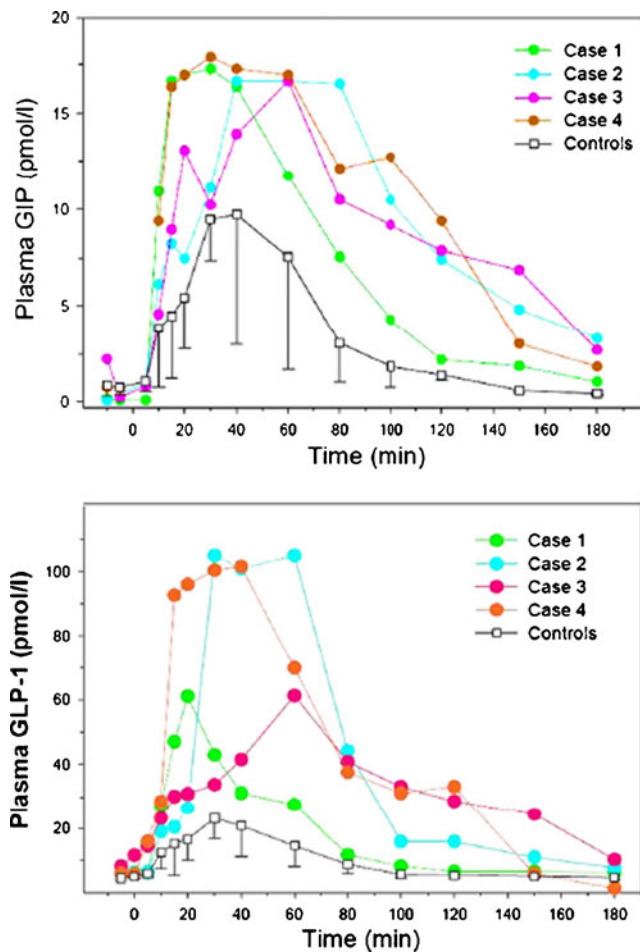 20
15
10
5
0
Plasma GIP (pmol/l)
Case 1
Case 2
Case 3
Case 4
Controls
0 20 40 60 80 100 120 140 160 180
Time (min)
100
80
60
40
20
Plasma GLP-1 (pmol/l)
Case 1
Case 2
Case 3
Case 4
Controls
0 20 40 60 80 100 120 140 160 180
Time (min)